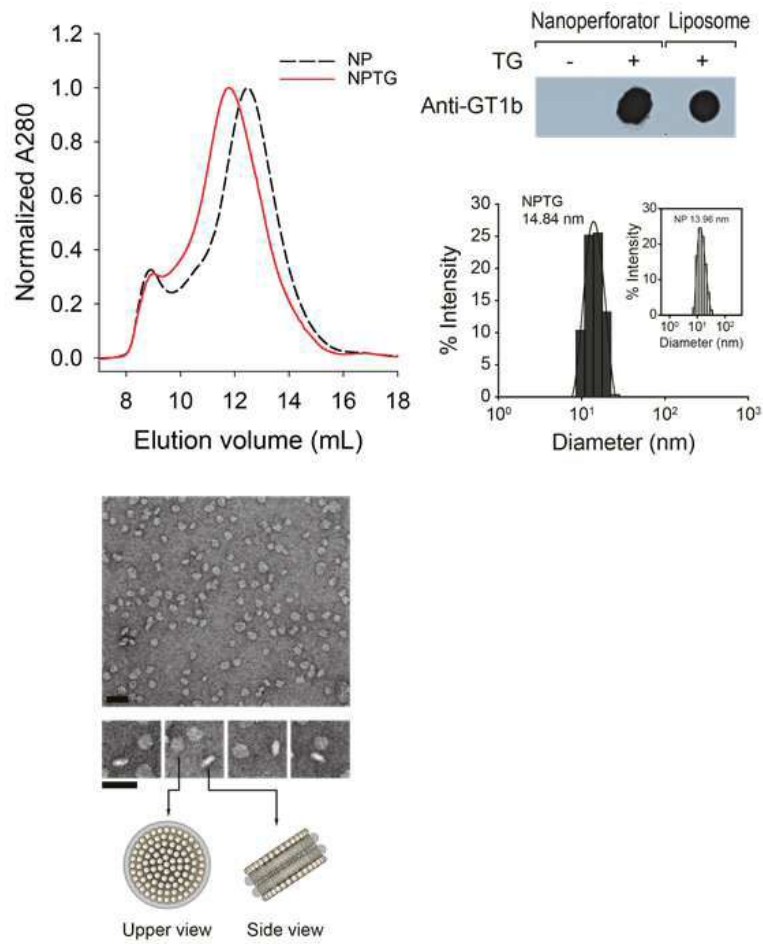 1.2
1.0
0.8
0.6
0.4
0.2
0.0
Normalized A280
NP
NPTG
8 10 12 14 16 18
Elution volume (mL)
Nanoperforator Liposome
TG - + +
Anti-GT1b
30
25
20
15
10
5
0
% Intensity
NPTG
14.84 nm
10⁰ 10¹ 10² 10³
Diameter (nm)
30
20
10
0
% Intensity
NP 13.96 nm
10⁰ 10¹ 10²
Diameter (nm)
Upper view Side view